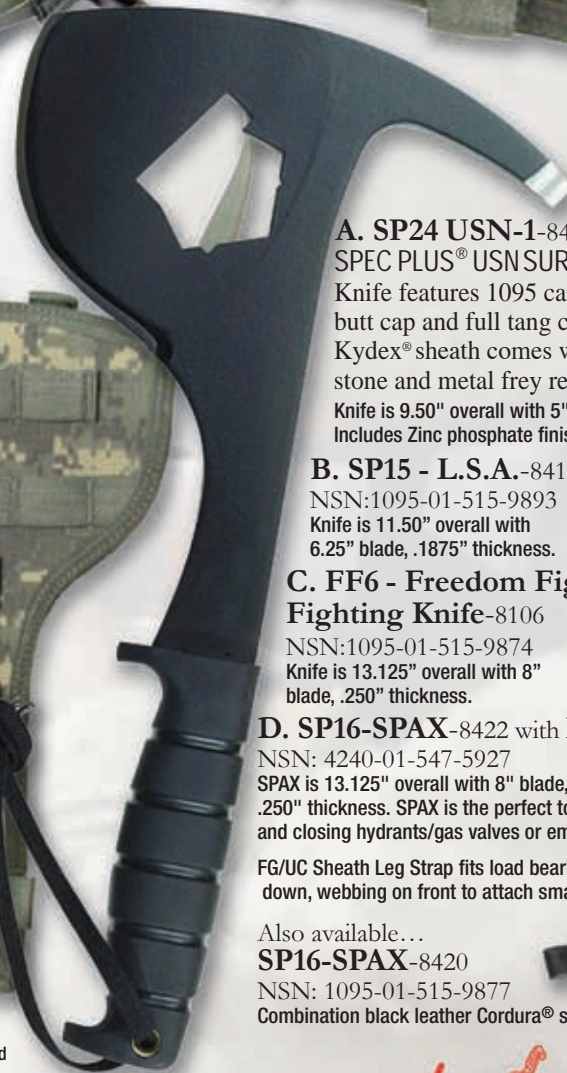 A. SP24 USN-1-84
SPEC PLUS® USN SUR
Knife features 1095 ca
butt cap and full tang c
Kydex® sheath comes w
stone and metal frey re
Knife is 9.50" overall with 5"
Includes Zinc phosphate finis
B. SP15 - L.S.A.-841
NSN:1095-01-515-9893
Knife is 11.50” overall with
6.25” blade, .1875” thickness.
C. FF6 - Freedom Fig
Fighting Knife-8106
NSN:1095-01-515-9874
Knife is 13.125” overall with 8”
blade, .250” thickness.
D. SP16-SPAX-8422 with
NSN: 4240-01-547-5927
SPAX is 13.125" overall with 8" blade,
.250" thickness. SPAX is the perfect to
and closing hydrants/gas valves or em
FG/UC Sheath Leg Strap fits load bear
down, webbing on front to attach sma
Also available…
SP16-SPAX-8420
NSN: 1095-01-515-9877
Combination black leather Cordura® s
d